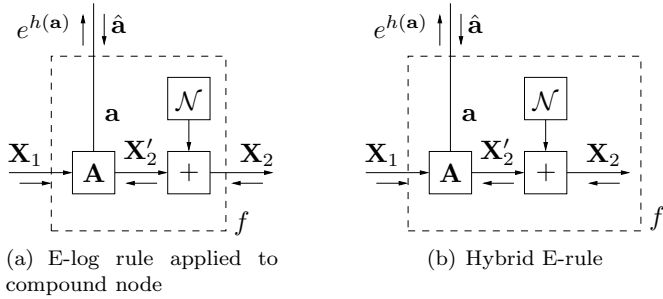 e^{h(a)} â
𝒩
a
X₁ X′₂ X₂
A +
f
(a) E-log rule applied to
compound node
e^{h(a)} â
𝒩
a
X₁ X′₂ X₂
A +
f
(b) Hybrid E-rule